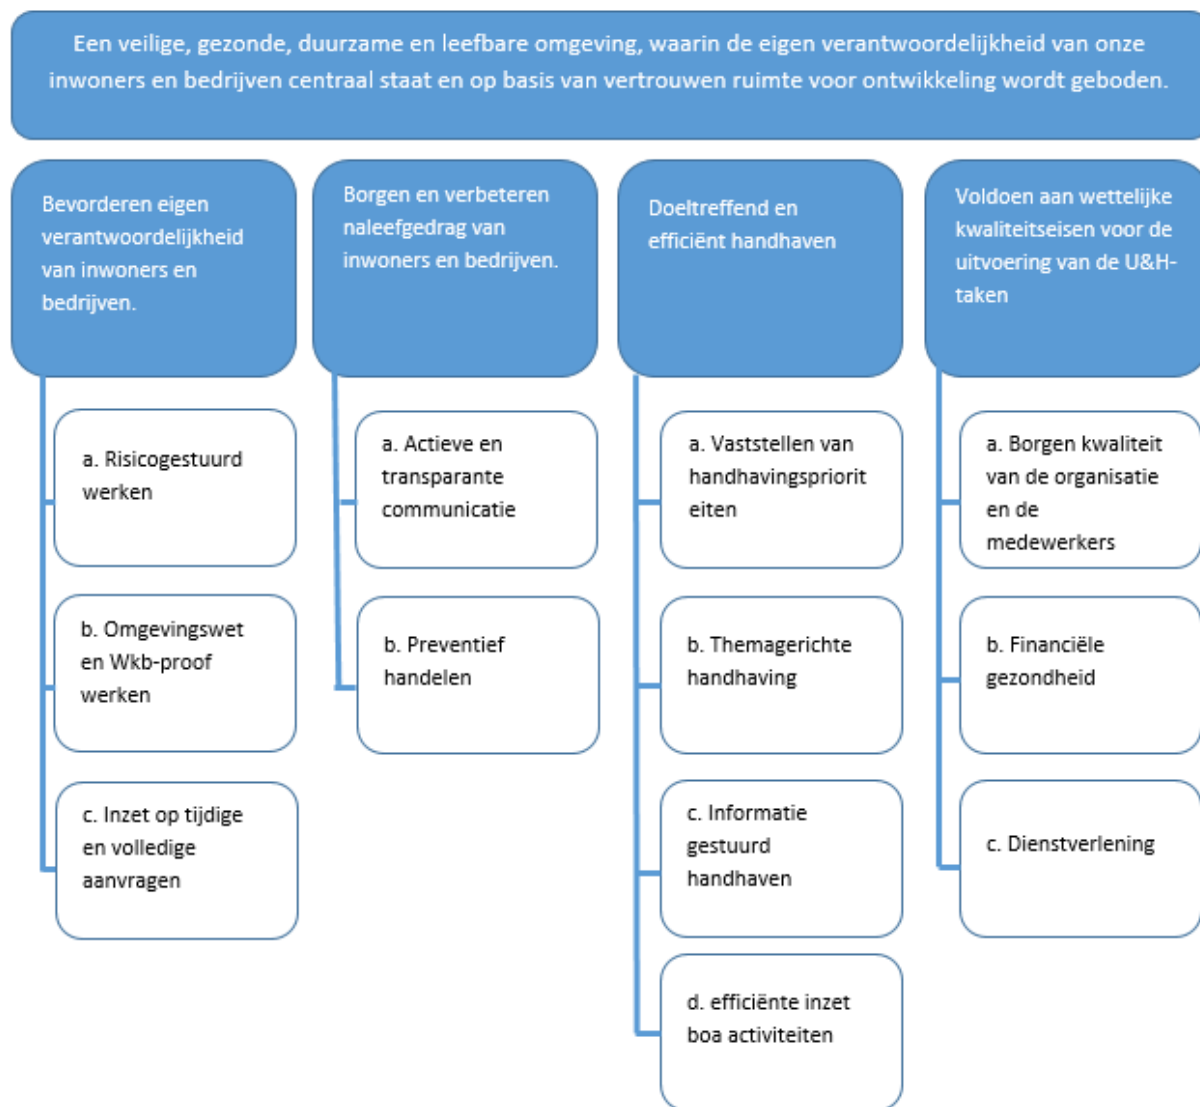 Een veilige, gezonde, duurzame en leefbare omgeving, waarin de eigen verantwoordelijkheid van onze
inwoners en bedrijven centraal staat en op basis van vertrouwen ruimte voor ontwikkeling wordt geboden.
Bevorderen eigen
verantwoordelijkheid
van inwoners en
bedrijven.
a. Risicogestuurd
werken
b. Omgevingswet
en Wkb-proof
werken
c. Inzet op tijdige
en volledige
aanvragen
Borgen en verbeteren
naleefgedrag van
inwoners en bedrijven.
a. Actieve en
transparante
communicatie
b. Preventief
handelen
Doeltreffend en
efficiënt handhaven
a. Vaststellen van
handhavingspriorit
eiten
b. Themagerichte
handhaving
c. Informatie
gestuurd
handhaven
d. efficiënte inzet
boa activiteiten
Voldoen aan wettelijke
kwaliteitseisen voor de
uitvoering van de U&H-
taken
a. Borgen kwaliteit
van de organisatie
en de
medewerkers
b. Financiële
gezondheid
c. Dienstverlening